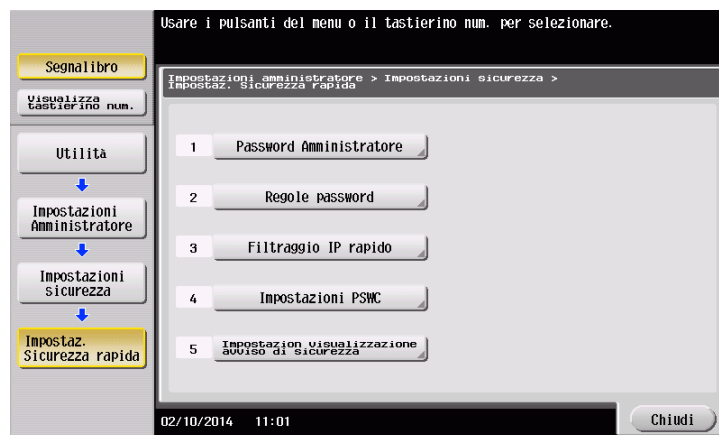 Usare i pulsanti del menu o il tastierino num. per selezionare.
Segnalibro
Visualizza
tastierino num.
Utilità
Impostazioni
Amministratore
Impostazioni
sicurezza
Impostaz.
Sicurezza rapida
Impostazioni amministratore > Impostazioni sicurezza >
Impostaz. Sicurezza rapida
1 Password Amministratore
2 Regole password
3 Filtraggio IP rapido
4 Impostazioni PSWC
5 Impostazion visualizzazione
avviso di sicurezza
02/10/2014 11:01
Chiudi